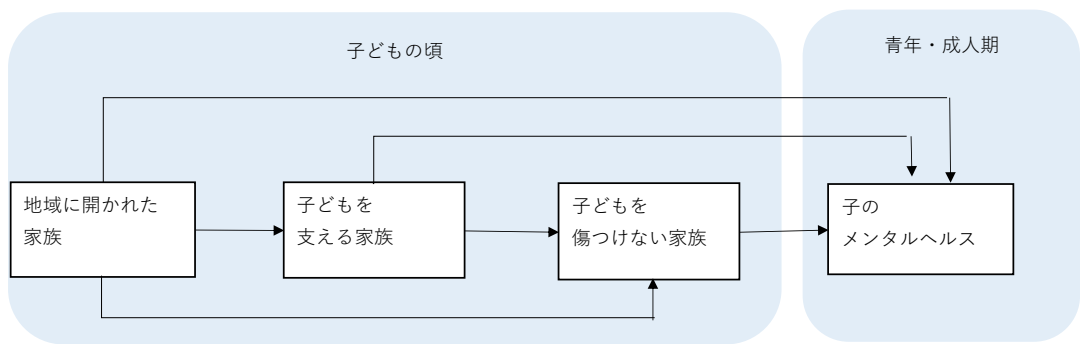 子どもの頃
青年・成人期
地域に開かれた
家族
子どもを
支える家族
子どもを
傷つけない家族
子の
メンタルヘルス